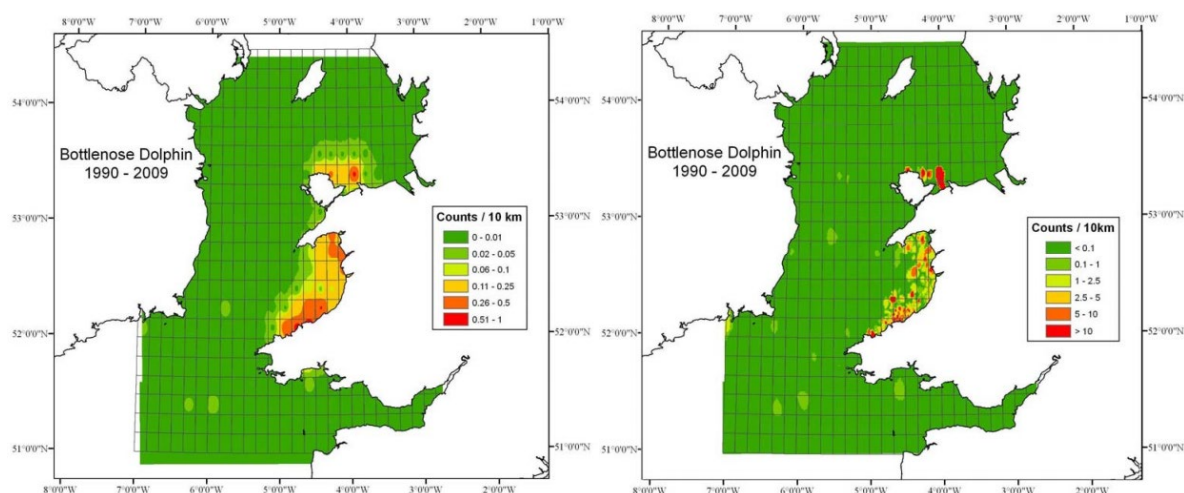 8°0'0"W 7°0'0"W 6°0'0"W 5°0'0"W 4°0'0"W 3°0'0"W 2°0'0"W 1°0'0"W
54°0'0"N
53°0'0"N
52°0'0"N
51°0'0"N
Bottlenose Dolphin
1990 - 2009
Counts / 10 km
0 - 0.01
0.02 - 0.05
0.06 - 0.1
0.11 - 0.25
0.26 - 0.5
0.51 - 1
54°0'0"N
53°0'0"N
52°0'0"N
51°0'0"N
8°0'0"W 7°0'0"W 6°0'0"W 5°0'0"W 4°0'0"W 3°0'0"W 2°0'0"W
8°0'0"W 7°0'0"W 6°0'0"W 5°0'0"W 4°0'0"W 3°0'0"W 2°0'0"W 1°0'0"W
54°0'0"N
53°0'0"N
52°0'0"N
51°0'0"N
Bottlenose Dolphin
1990 - 2009
Counts / 10km
< 0.1
0.1 - 1
1 - 2.5
2.5 - 5
5 - 10
> 10
54°0'0"N
53°0'0"N
52°0'0"N
51°0'0"N
8°0'0"W 7°0'0"W 6°0'0"W 5°0'0"W 4°0'0"W 3°0'0"W 2°0'0"W